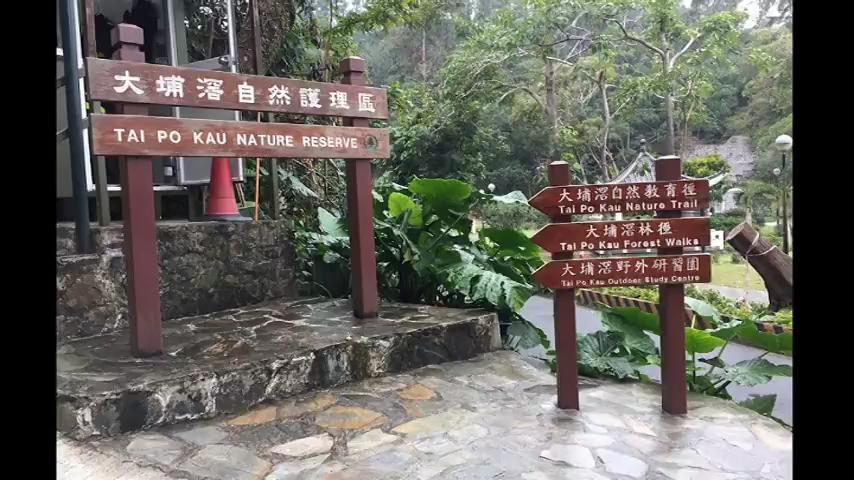 大埔滘自然護理區
TAI PO KAU NATURE RESERVE
大埔滘自然教育徑
Tai Po Kau Nature Trail
大埔滘林徑
Tai Po Kau Forest Walk
大埔滘野外研習園
Tai Po Kau Outdoor Study Centre